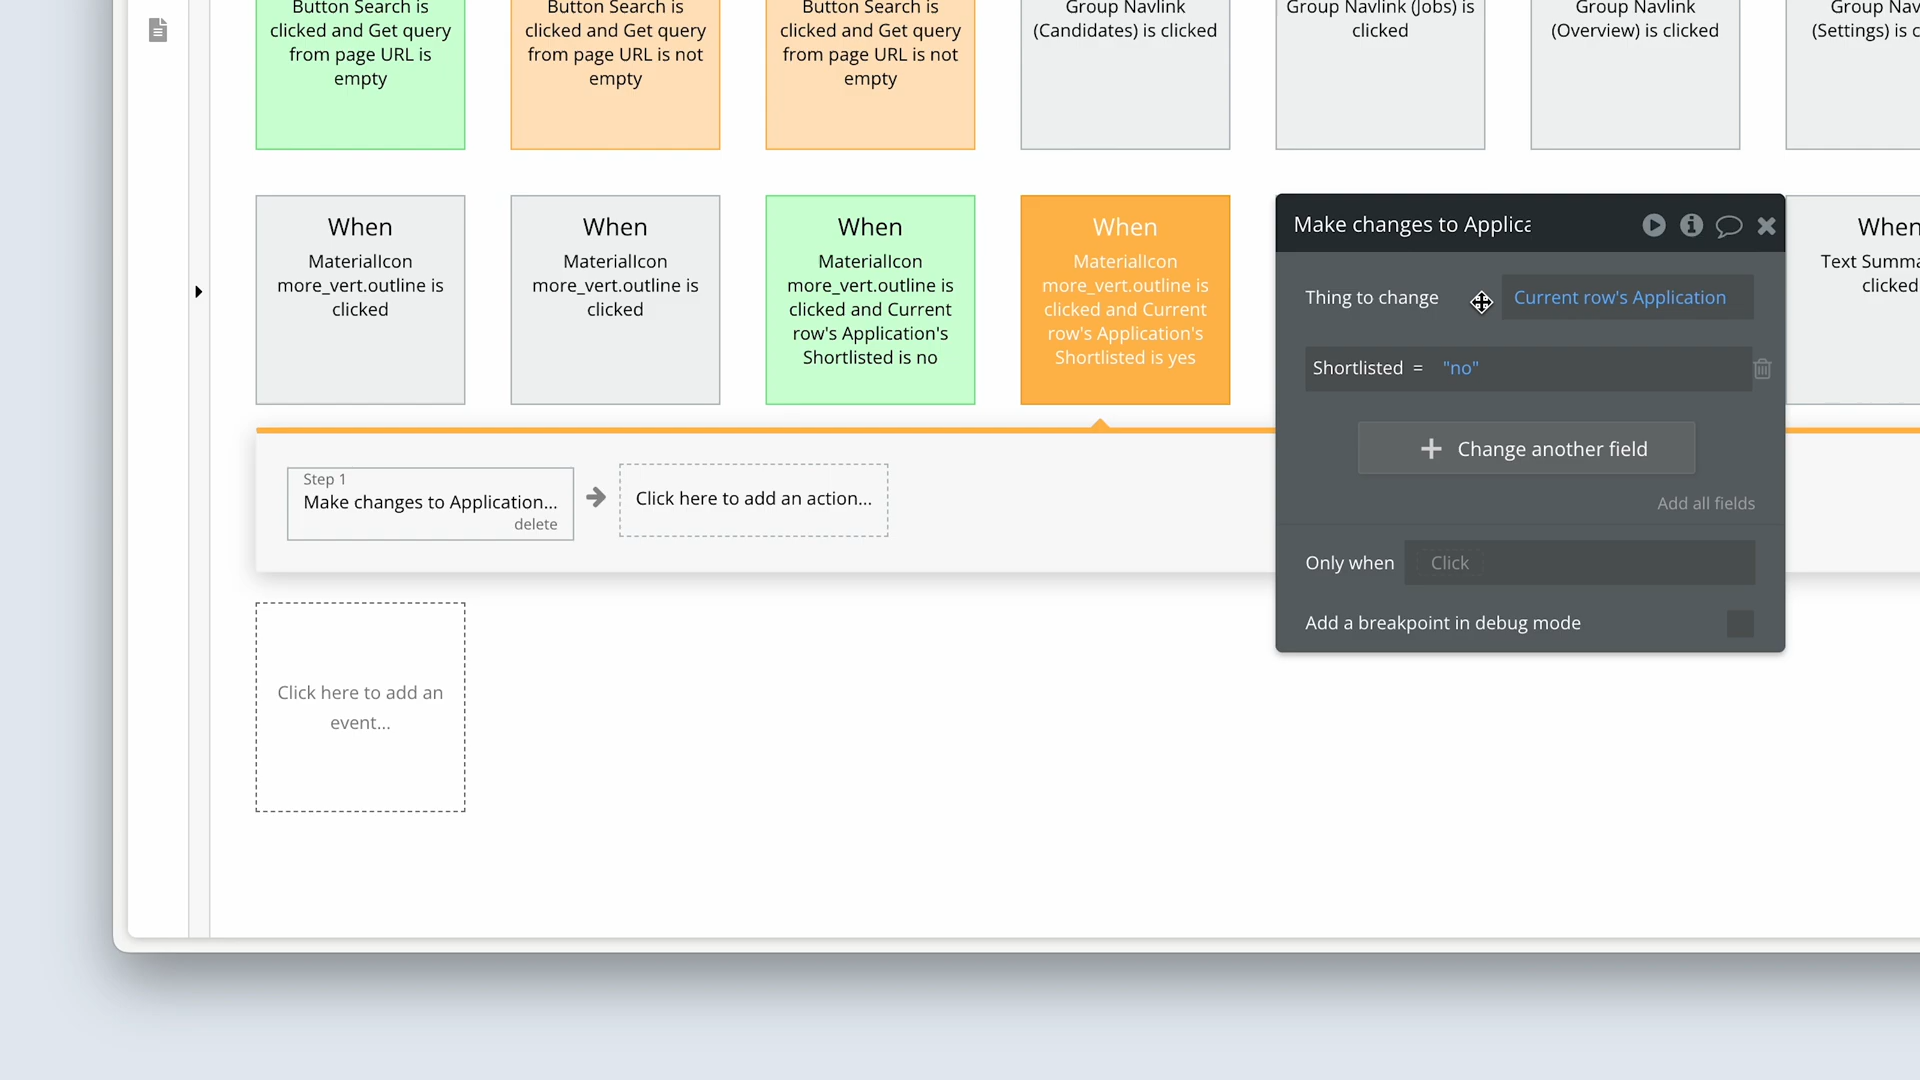 Button Search is
clicked and Get query
from page URL is
empty
Button Search is
clicked and Get query
from page URL is not
empty
Button Search is
clicked and Get query
from page URL is not
empty
Group Navlink
(Candidates) is clicked
Group Navlink (Jobs) is
clicked
Group Navlink
(Overview) is clicked
Group Nav
(Settings) is c
When
MaterialIcon
more_vert.outline is
clicked
When
MaterialIcon
more_vert.outline is
clicked
When
MaterialIcon
more_vert.outline is
clicked and Current
row's Application's
Shortlisted is no
When
MaterialIcon
more_vert.outline is
clicked and Current
row's Application's
Shortlisted is yes
When
Text Summa
clicked
Make changes to Applica
Thing to change
Current row's Application
Shortlisted = "no"
Change another field
Add all fields
Only when Click
Add a breakpoint in debug mode
Step 1
Make changes to Application...
delete
Click here to add an action...
Click here to add an
event...